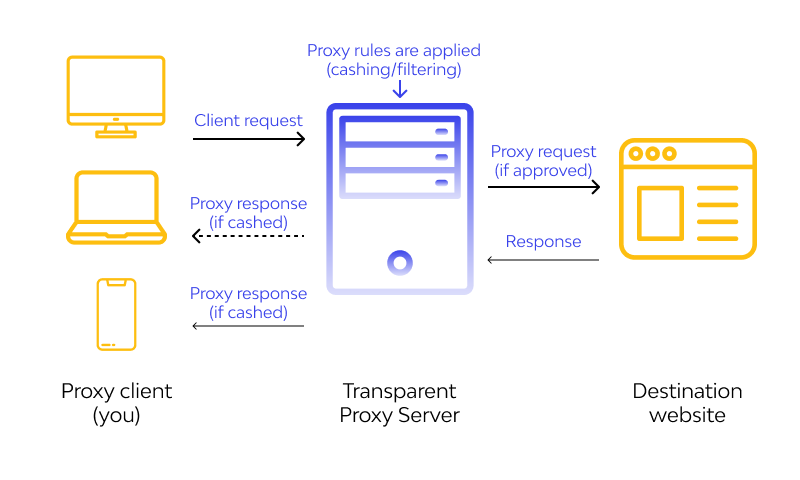 Proxy rules are applied
(cashing/filtering)
Client request
Proxy request
(if approved)
Proxy response
(if cashed)
Response
Proxy response
(if cashed)
Proxy client
(you)
Transparent
Proxy Server
Destination
website